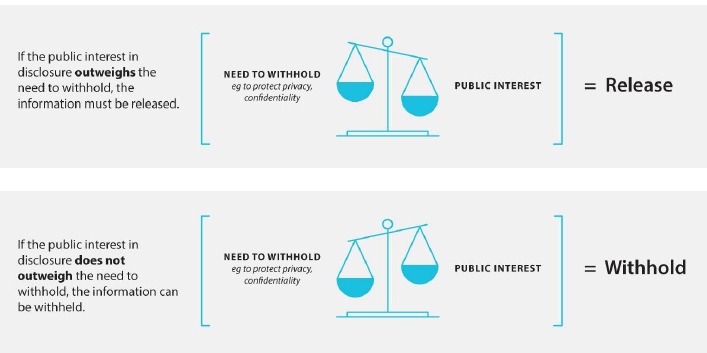 If the public interest in
disclosure outweighs the
need to withhold, the
information must be released.
NEED TO WITHHOLD
eg to protect privacy,
confidentiality
PUBLIC INTEREST
= Release
If the public interest in
disclosure does not
outweigh the need to
withhold, the information can
be withheld.
NEED TO WITHHOLD
eg to protect privacy,
confidentiality
PUBLIC INTEREST
= Withhold